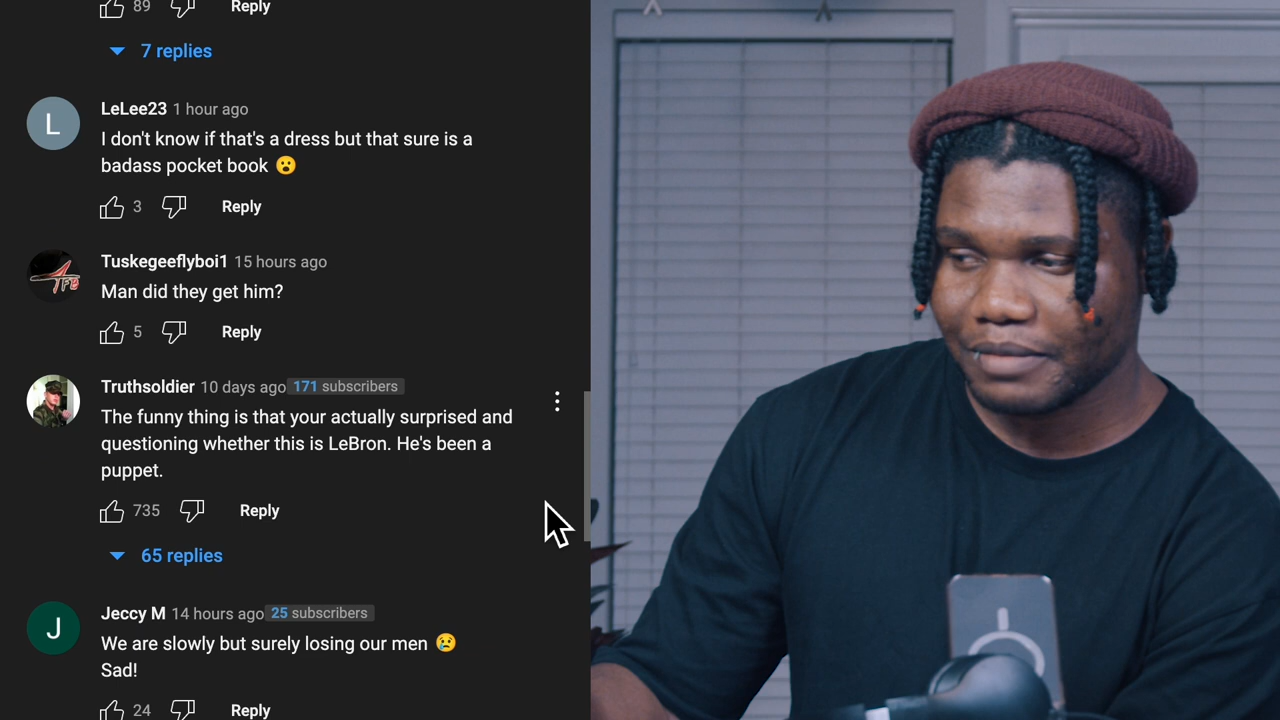 89 Reply
7 replies
L
LeLee23 1 hour ago
I don't know if that's a dress but that sure is a
badass pocket book 😮
3 Reply
Tuskegeeflyboi1 15 hours ago
TFB
Man did they get him?
5 Reply
Truthsoldier 10 days ago 171 subscribers
The funny thing is that your actually surprised and
questioning whether this is LeBron. He's been a
puppet.
735 Reply
65 replies
J
Jeccy M 14 hours ago 25 subscribers
We are slowly but surely losing our men 😢
Sad!
24 Reply